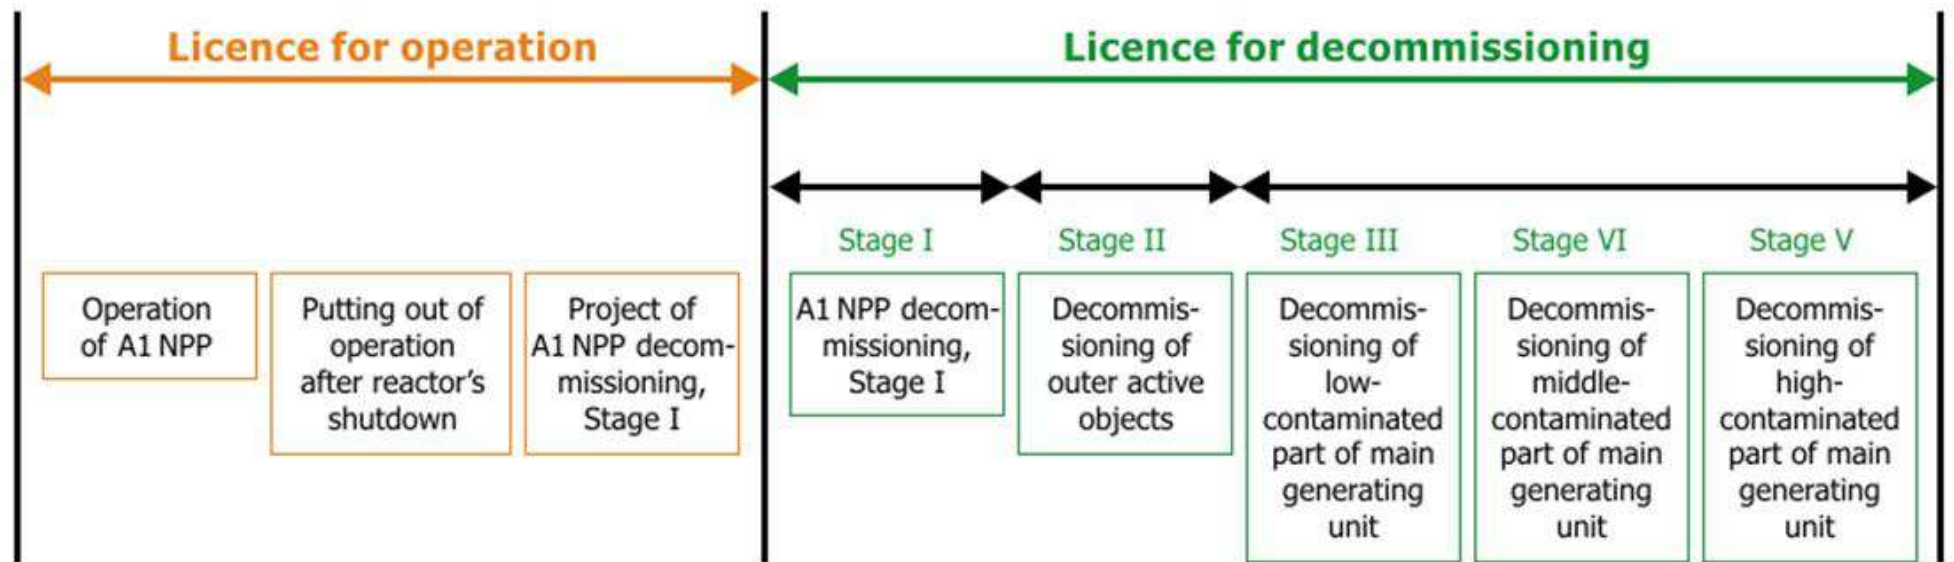 Licence for operation
Licence for decommissioning
Stage I
Stage II
Stage III
Stage VI
Stage V
Operation
of A1 NPP
Putting out of
operation
after reactor’s
shutdown
Project of
A1 NPP decom-
missioning,
Stage I
A1 NPP decom-
missioning,
Stage I
Decommis-
sioning of
outer active
objects
Decommis-
sioning of
low-
contaminated
part of main
generating
unit
Decommis-
sioning of
middle-
contaminated
part of main
generating
unit
Decommis-
sioning of
high-
contaminated
part of main
generating
unit